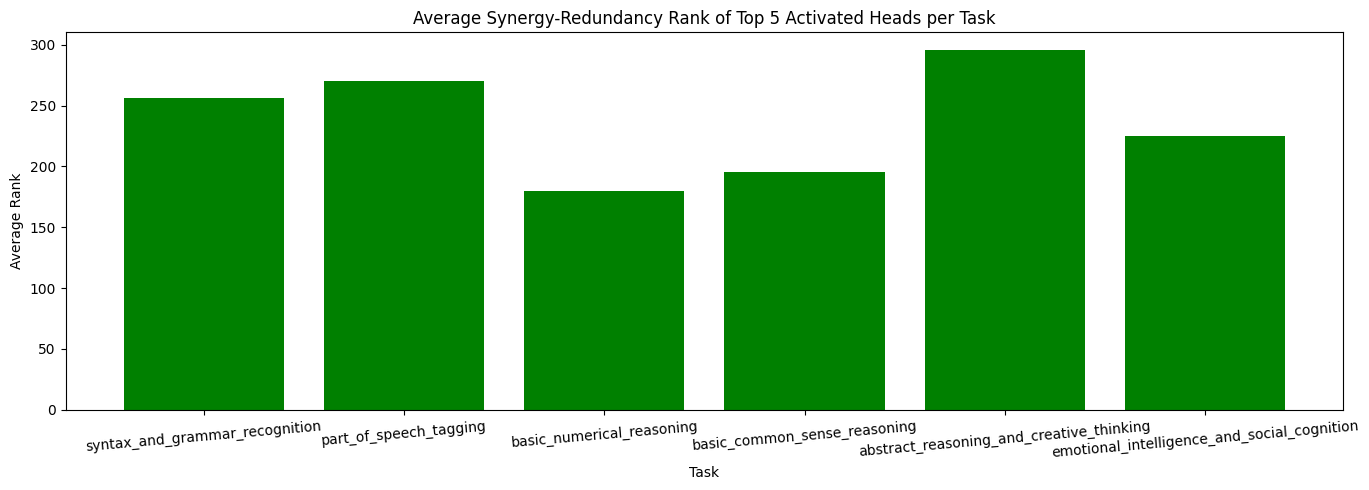 Average Synergy-Redundancy Rank of Top 5 Activated Heads per Task
Average Rank
300
250
200
150
100
50
0
syntax_and_grammar_recognition
part_of_speech_tagging
basic_numerical_reasoning
basic_common_sense_reasoning
abstract_reasoning_and_creative_thinking
emotional_intelligence_and_social_cognition
Task